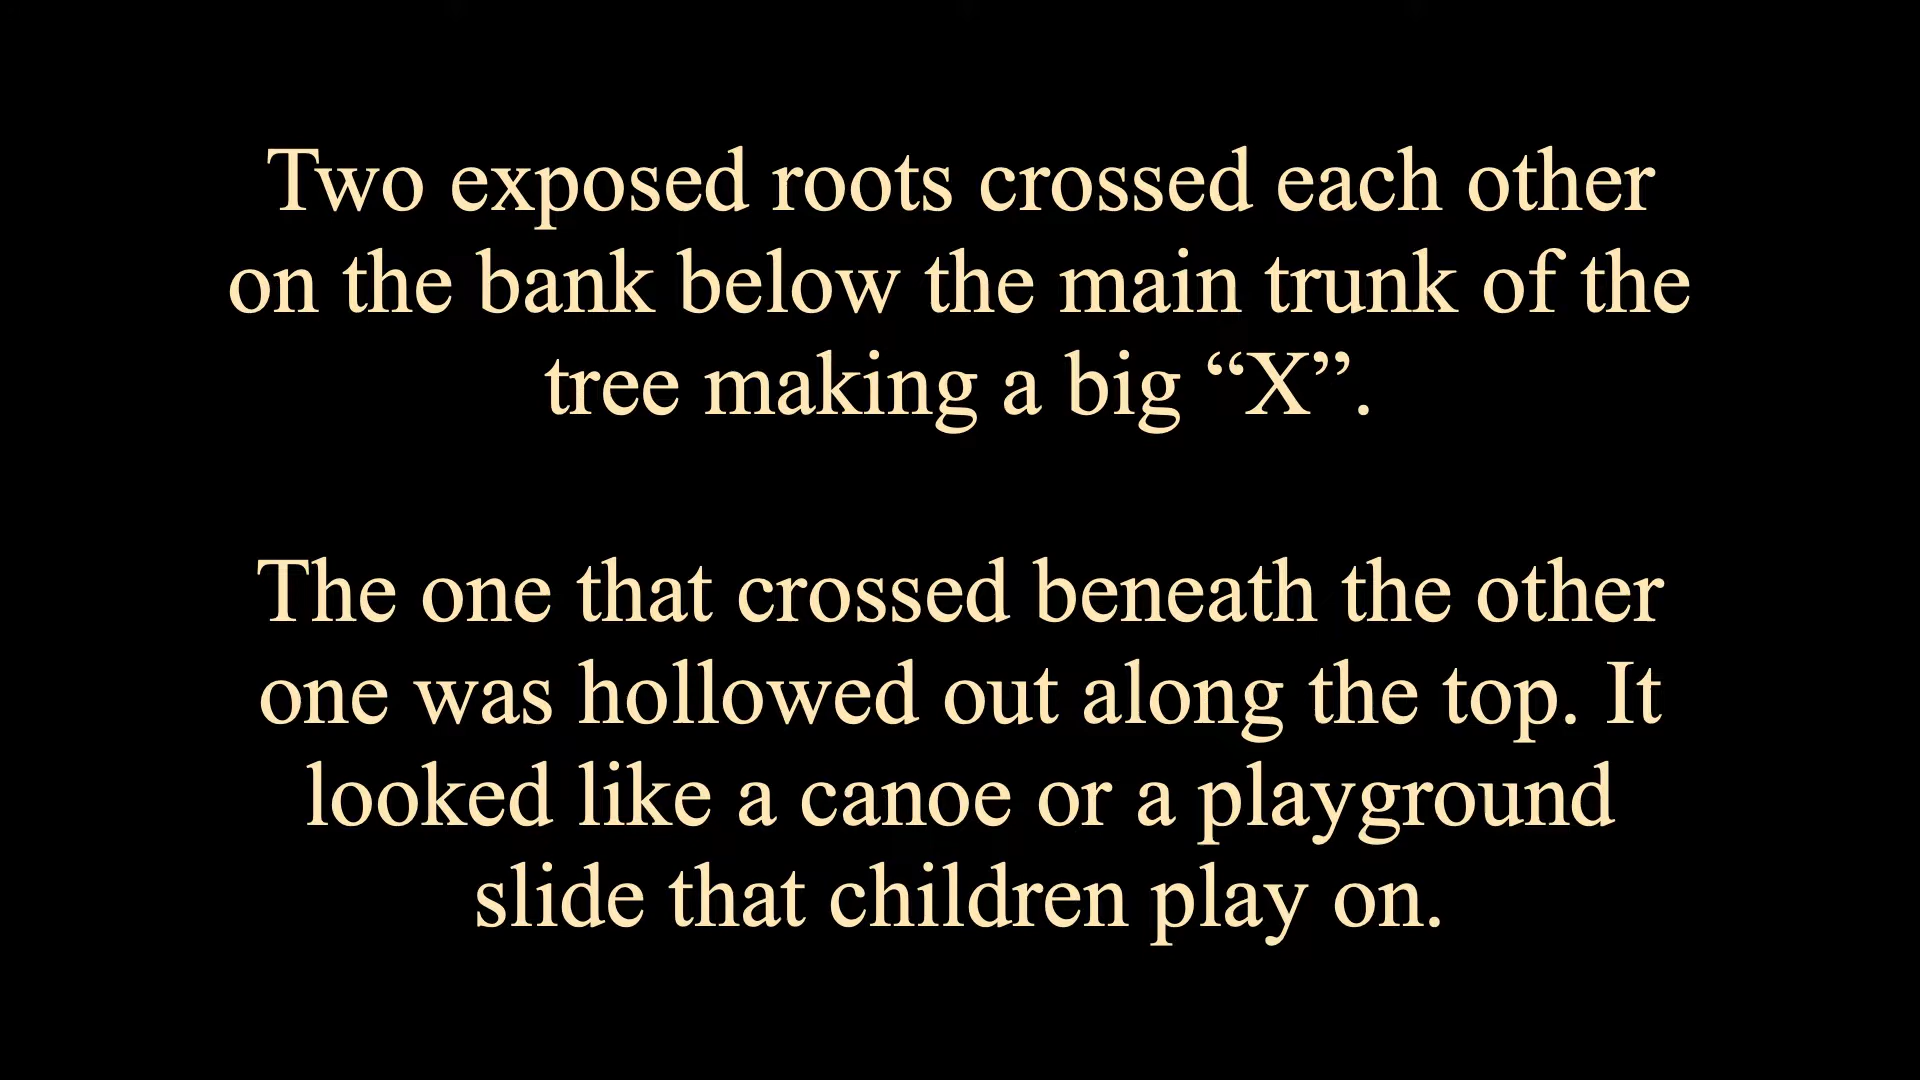 Two exposed roots crossed each other
on the bank below the main trunk of the
tree making a big “X”.
The one that crossed beneath the other
one was hollowed out along the top. It
looked like a canoe or a playground
slide that children play on.